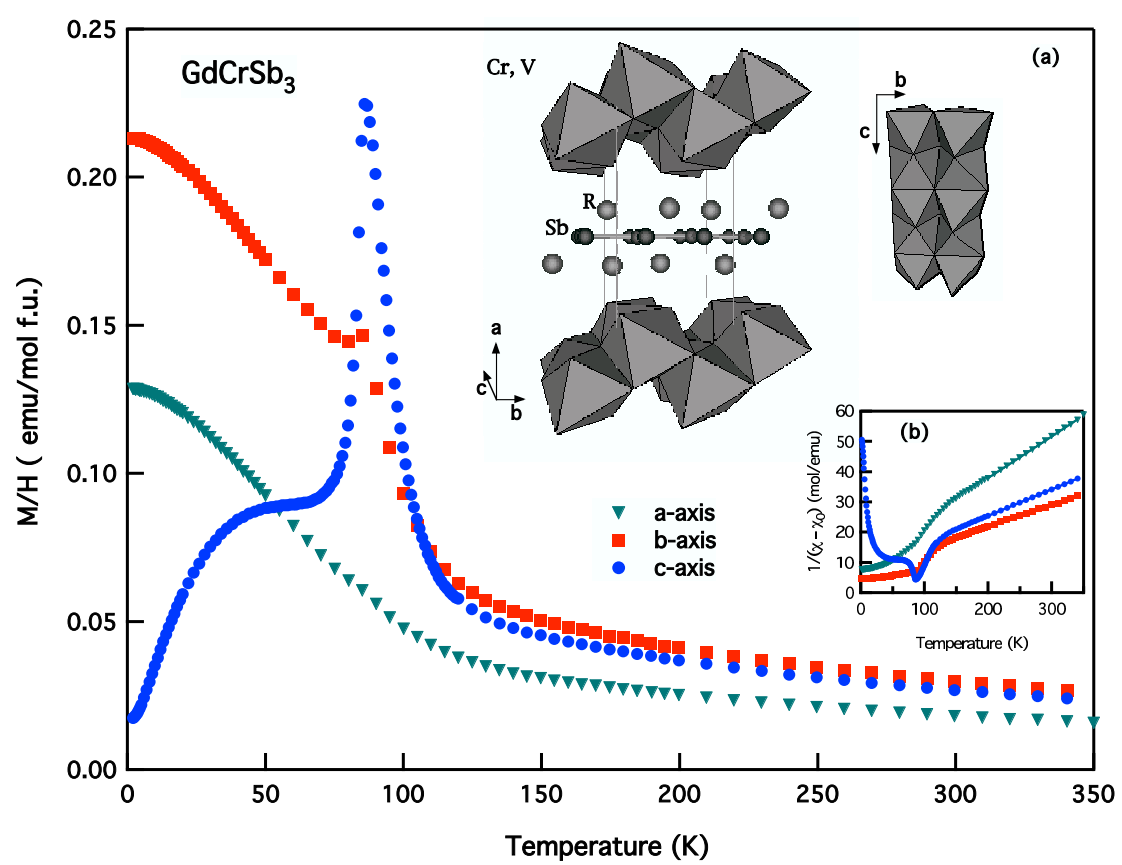 0.25
0.20
0.15
0.10
0.05
0.00
M/H ( emu/mol f.u.)
GdCrSb3
Cr, V
(a)
b
c
R
Sb
a
c
b
a-axis
b-axis
c-axis
60
50
40
30
20
10
0
1/(χ – χ0) (mol/emu)
(b)
0
100
200
300
Temperature (K)
0
50
100
150
200
250
300
350
Temperature (K)